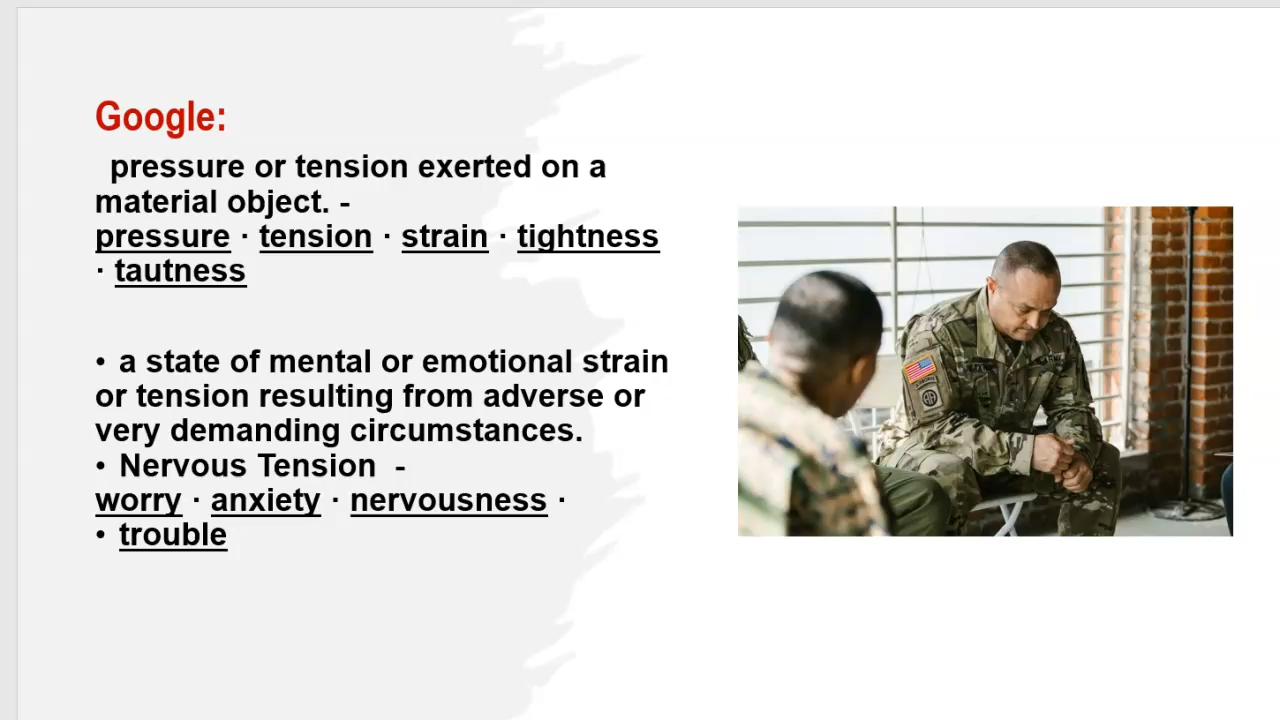 Google:
pressure or tension exerted on a
material object. -
pressure · tension · strain · tightness
· tautness
• a state of mental or emotional strain
or tension resulting from adverse or
very demanding circumstances.
• Nervous Tension -
worry · anxiety · nervousness ·
• trouble